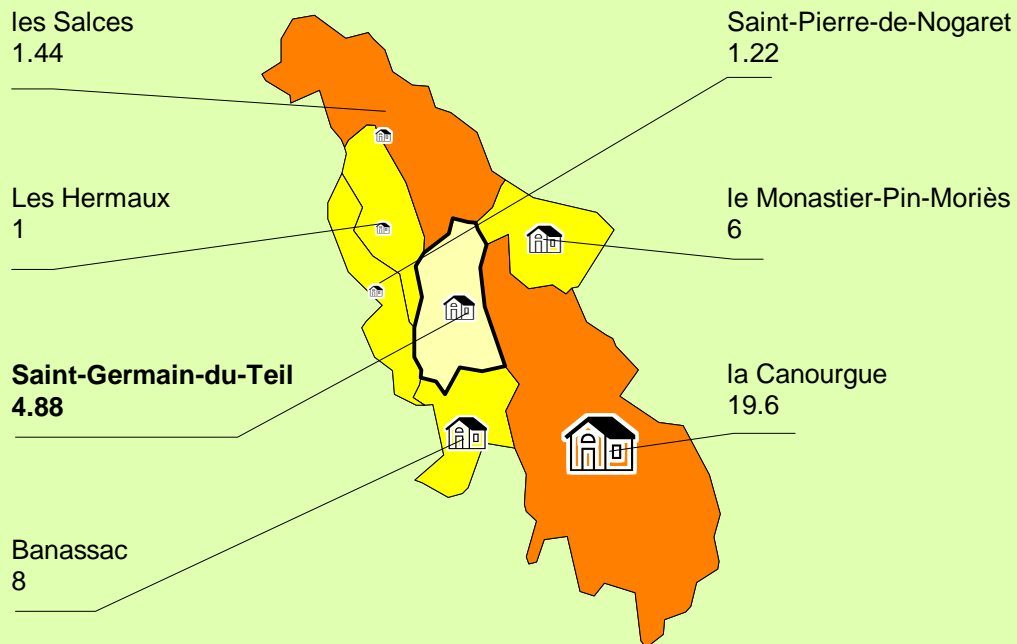 les Salces
1.44
Saint-Pierre-de-Nogaret
1.22
Les Hermaux
1
le Monastier-Pin-Moriès
6
Saint-Germain-du-Teil
4.88
la Canourgue
19.6
Banassac
8